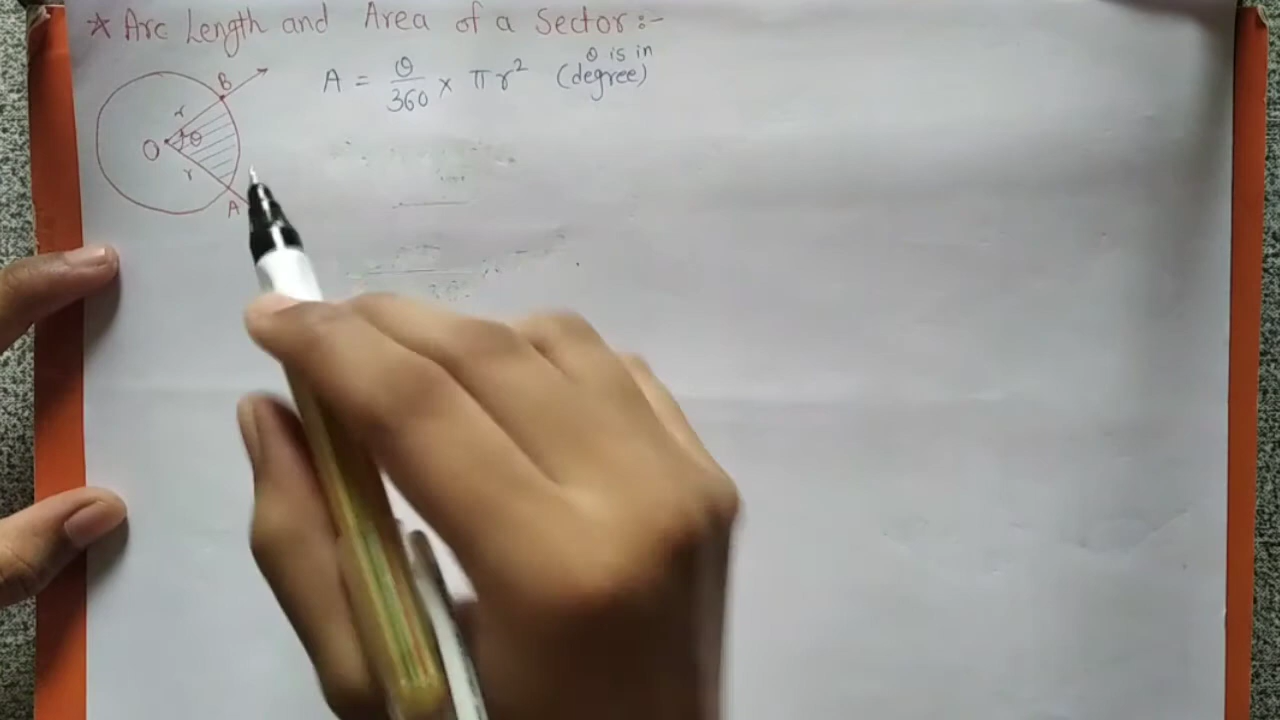 * Arc Length and Area of a Sector :-
A = θ/360 × πr² (θ is in degree)
B
r
θ
O
r
A